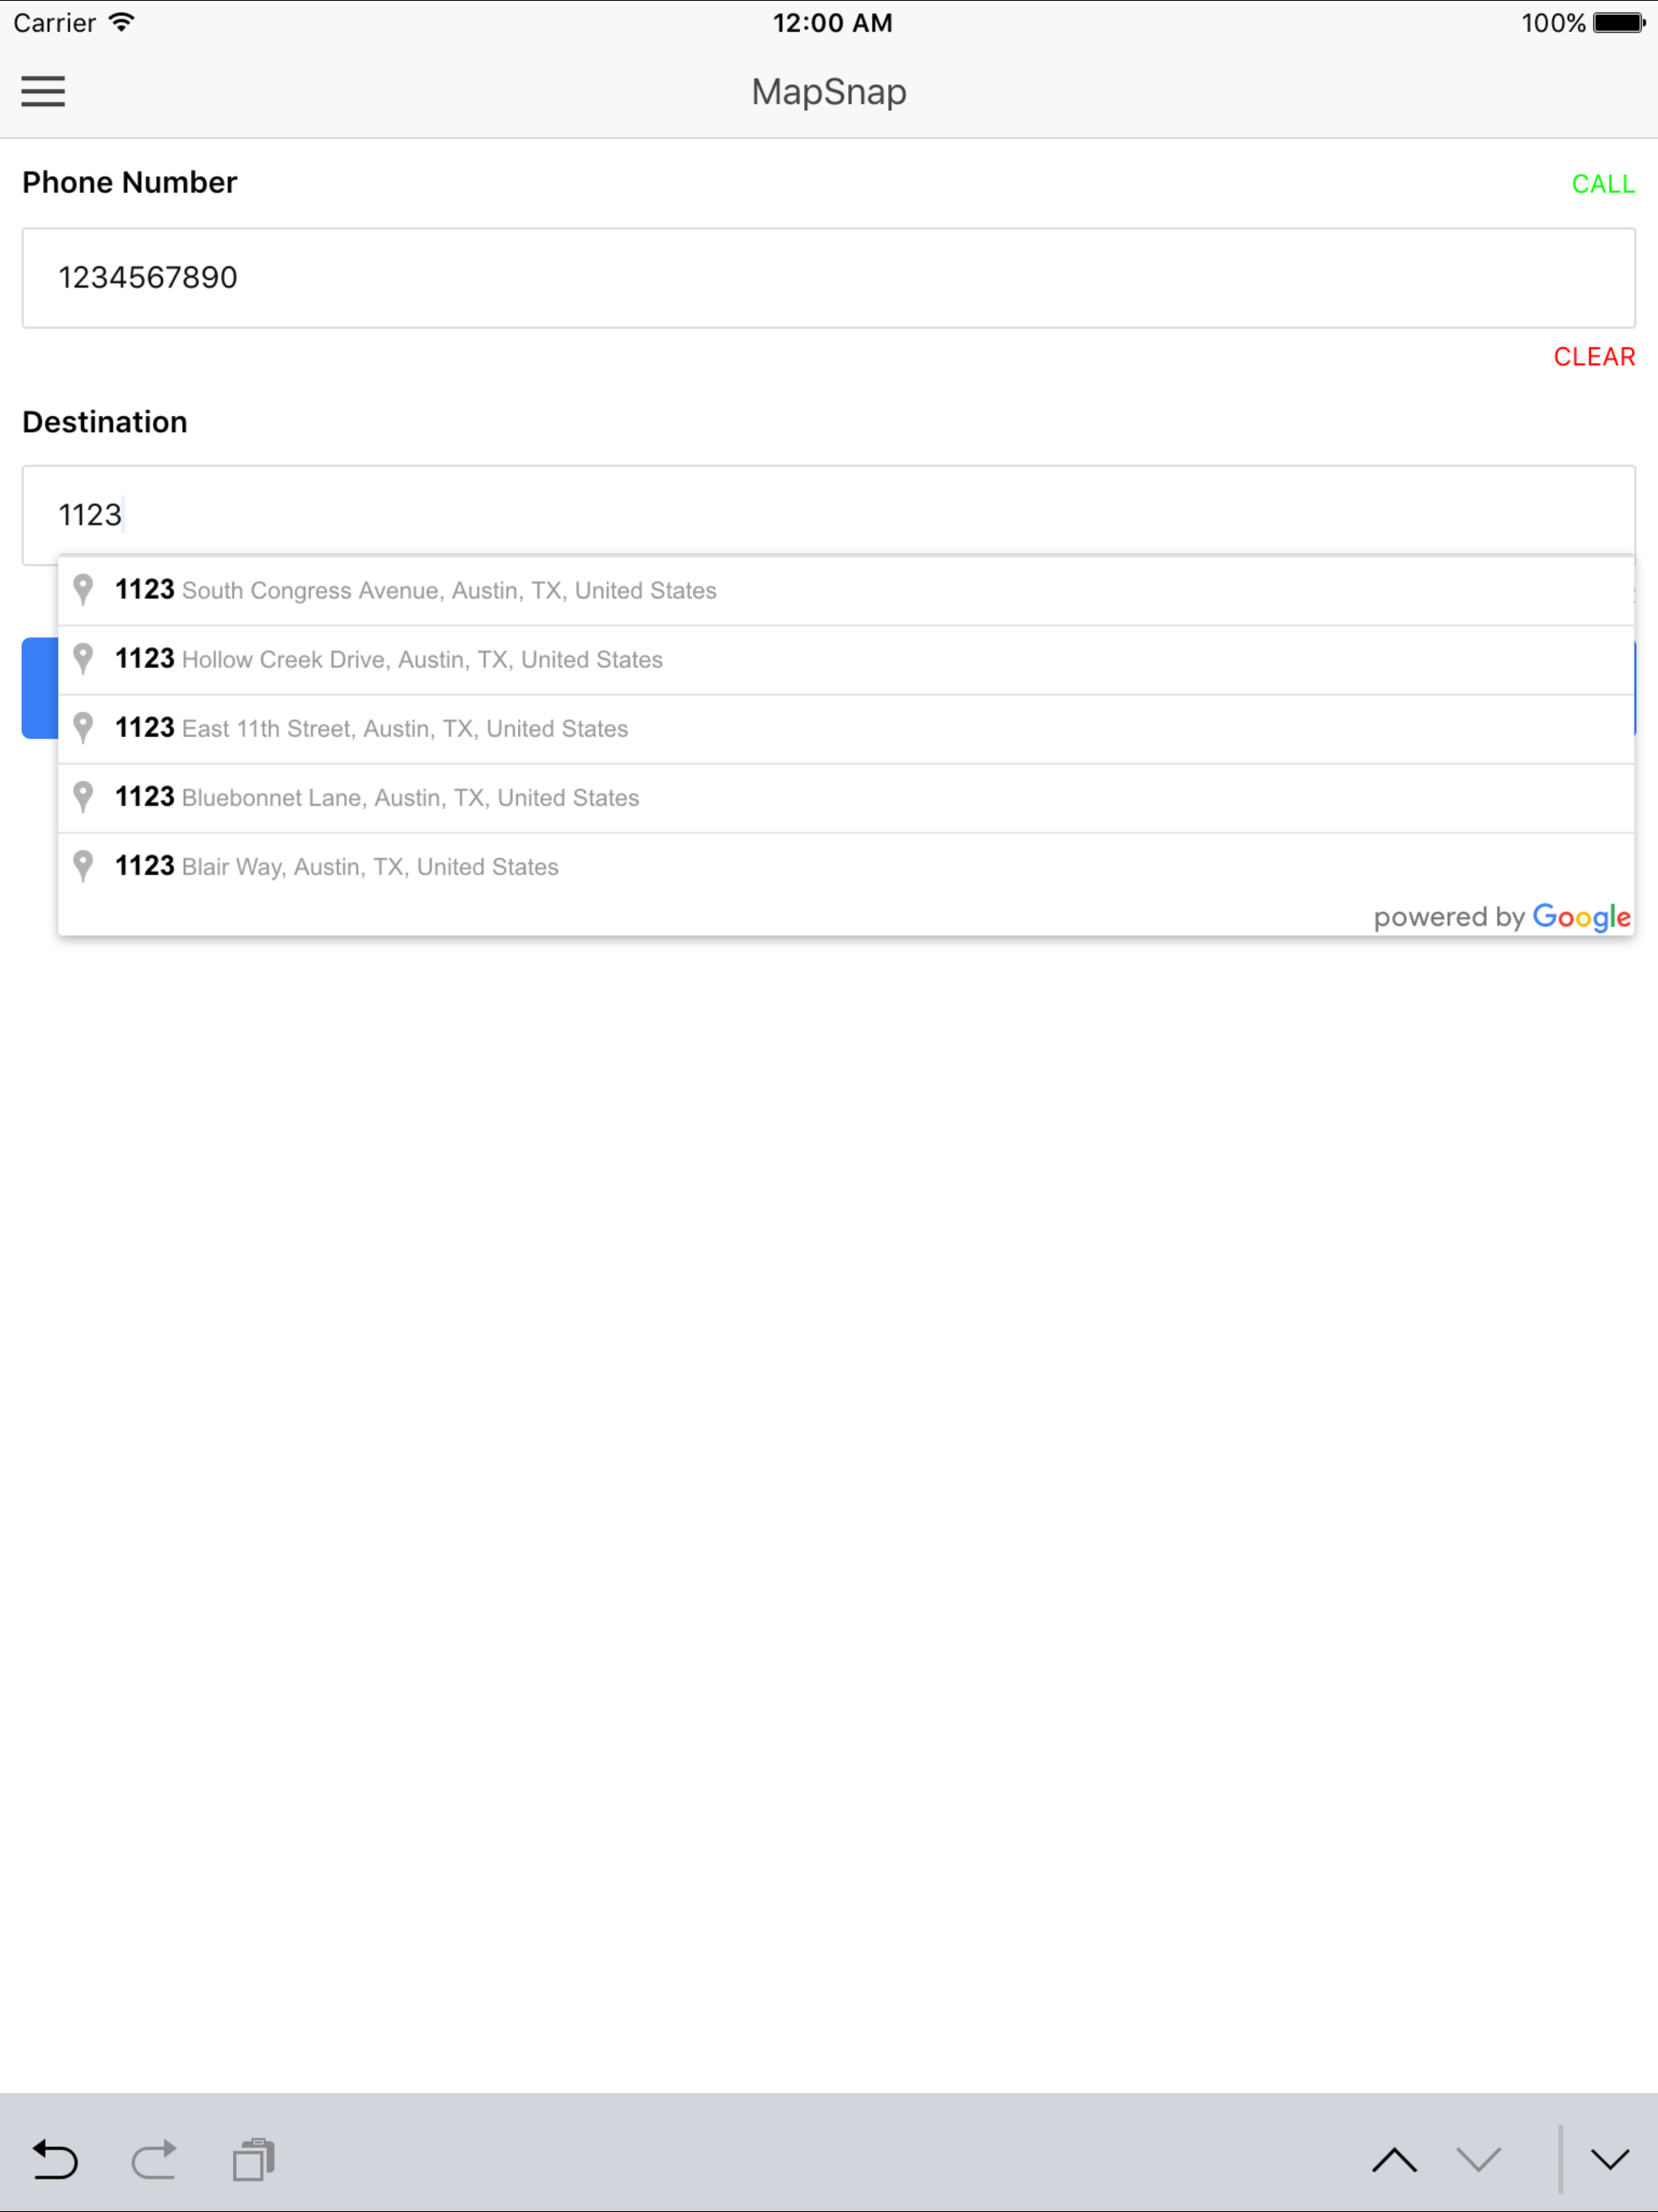 Carrier 12:00 AM 100%
MapSnap
Phone Number CALL
1234567890
CLEAR
Destination
1123
1123 South Congress Avenue, Austin, TX, United States
1123 Hollow Creek Drive, Austin, TX, United States
1123 East 11th Street, Austin, TX, United States
1123 Bluebonnet Lane, Austin, TX, United States
1123 Blair Way, Austin, TX, United States
powered by Google